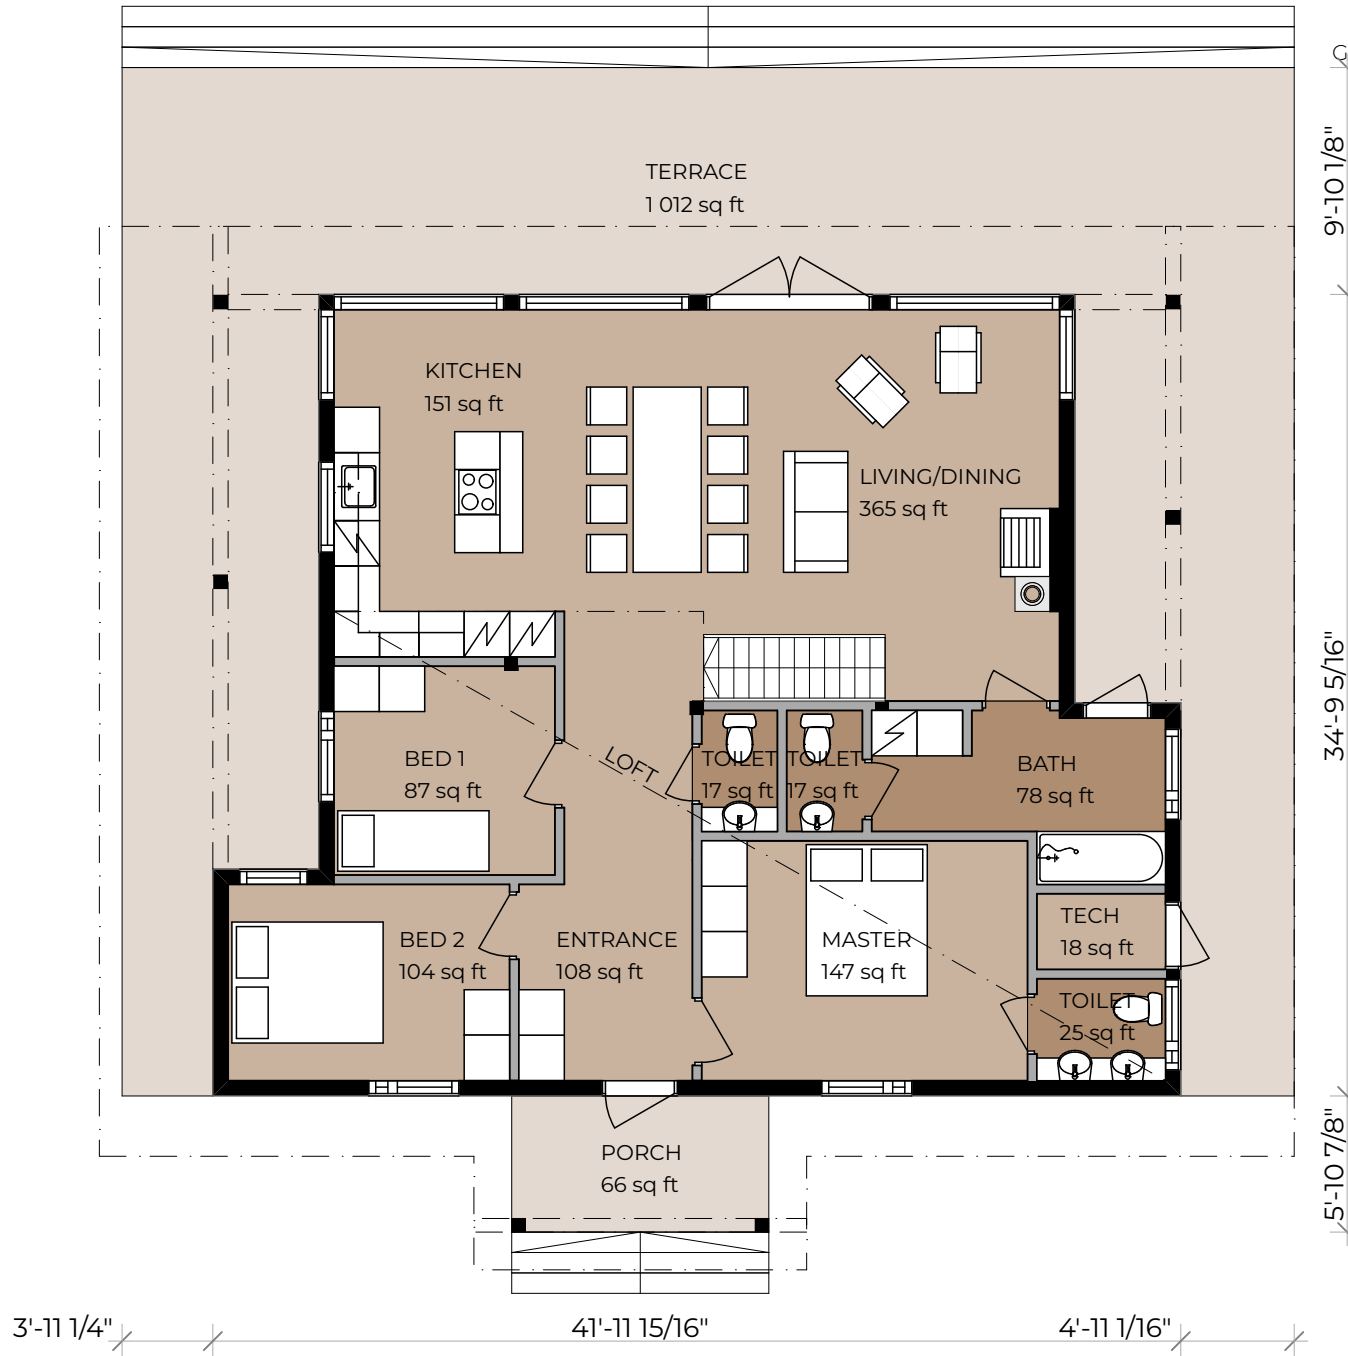 TERRACE
1 012 sq ft
9'-10 1/8"
KITCHEN
151 sq ft
LIVING/DINING
365 sq ft
34'-9 5/16"
BED 1
87 sq ft
LOFT
TOILET
17 sq ft
TOILET
17 sq ft
BATH
78 sq ft
BED 2
104 sq ft
ENTRANCE
108 sq ft
MASTER
147 sq ft
TECH
18 sq ft
TOILET
25 sq ft
PORCH
66 sq ft
5'-10 7/8"
3'-11 1/4"
41'-11 15/16"
4'-11 1/16"